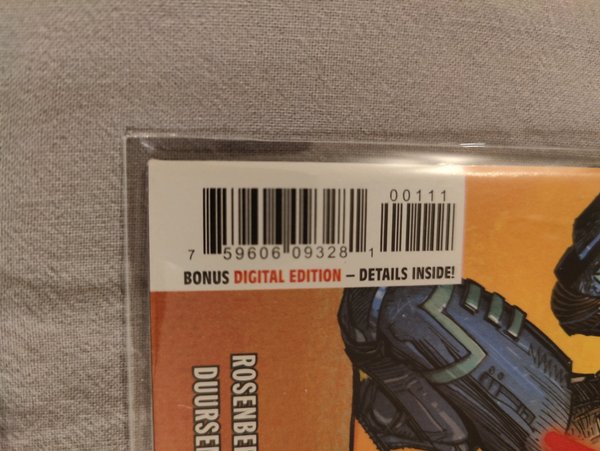 00111
7 59606 09328 1
BONUS DIGITAL EDITION – DETAILS INSIDE!